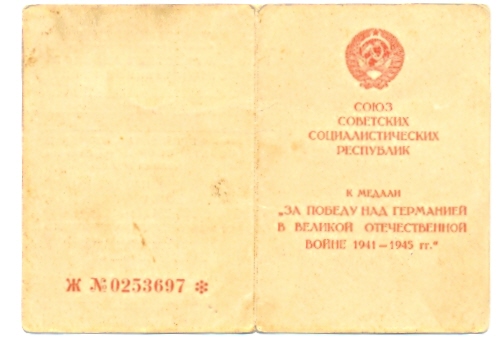 Ж №0253697 *
СОЮЗ
СОВЕТСКИХ
СОЦИАЛИСТИЧЕСКИХ
РЕСПУБЛИК
К МЕДАЛИ
„ЗА ПОБЕДУ НАД ГЕРМАНИЕЙ
В ВЕЛИКОЙ ОТЕЧЕСТВЕННОЙ
ВОЙНЕ 1941 — 1945 гг.“